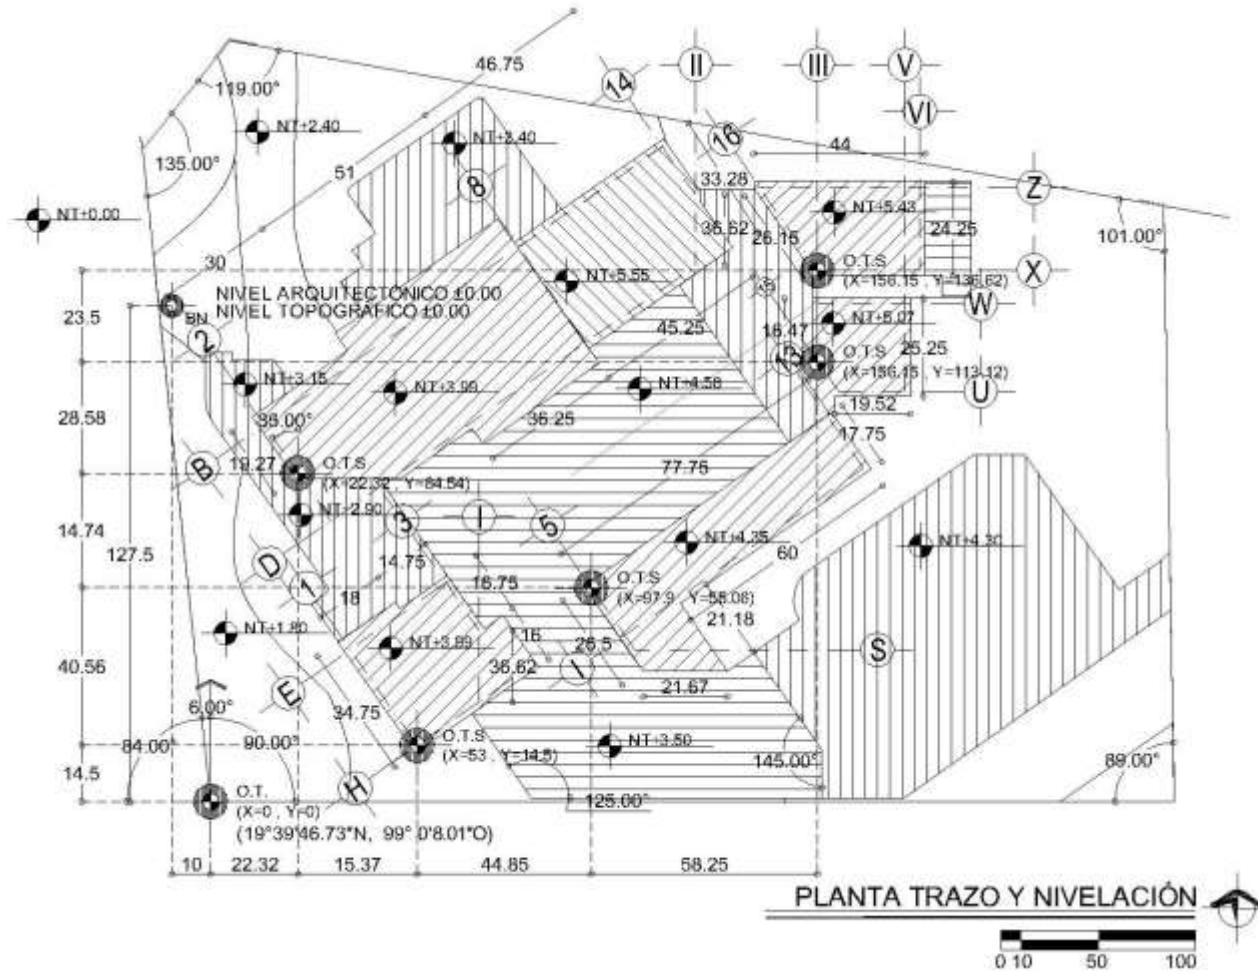 46.75
14
II
III
V
VI
119.00°
NT+2.40
NT+3.40
16
44
135.00°
51
8
33.28
Z
NT+0.00
NT+5.43
36.62
26.15
24.25
101.00°
30
O.T.S
(X=156.15 , Y=136.62)
X
NT+5.55
NIVEL ARQUITECTÓNICO ±0.00
NIVEL TOPOGRÁFICO ±0.00
BN
W
23.5
2
45.25
16.47
NT+5.07
13
25.25
O.T.S
(X=156.15 , Y=113.12)
NT+3.15
NT+3.99
NT+4.58
U
28.58
38.00°
36.25
19.52
17.75
B
19.27
O.T.S
(X=22.32 , Y=84.54)
77.75
NT+2.90
3
I
5
14.74
127.5
NT+4.35
NT+4.30
60
D
14.75
1
18
16.75
O.T.S
(X=97.9 , Y=55.06)
21.18
NT+1.80
NT+3.89
16
26.5
S
40.56
36.62
I
21.67
E
6.00°
34.75
84.00°
90.00°
O.T.S
(X=53 , Y=14.5)
NT+3.50
145.00°
89.00°
14.5
H
125.00°
O.T.
(X=0 , Y=0)
(19°39'46.73"N, 99° 0'8.01"O)
10
22.32
15.37
44.85
58.25
PLANTA TRAZO Y NIVELACIÓN
0 10 50 100